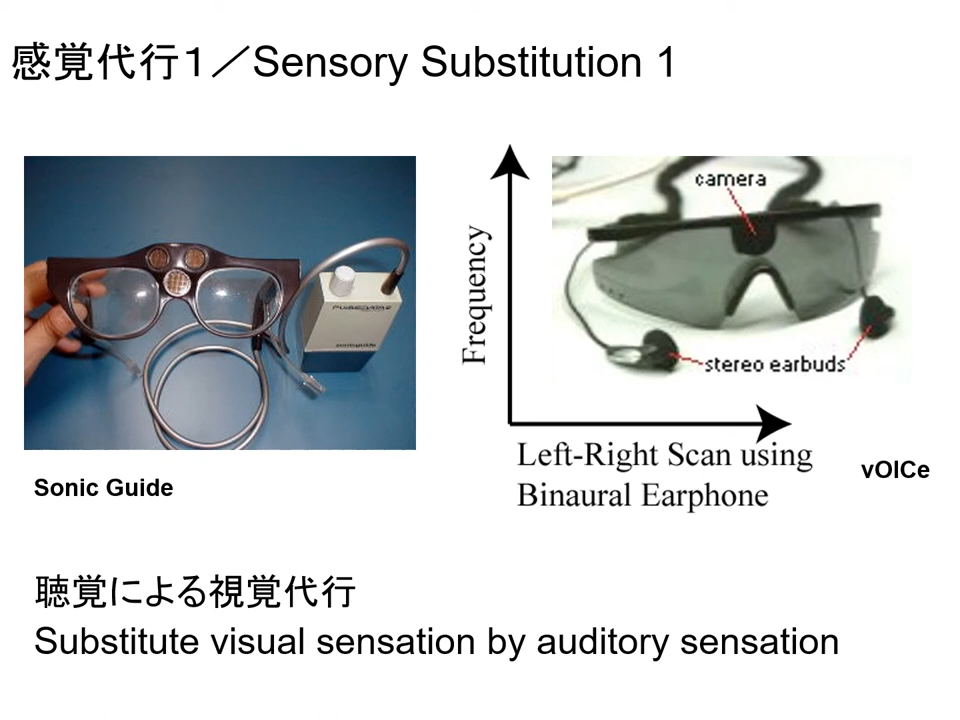 感覚代行１／Sensory Substitution 1
Frequency
camera
stereo earbuds
Left-Right Scan using
Binaural Earphone
vOICe
Sonic Guide
聴覚による視覚代行
Substitute visual sensation by auditory sensation